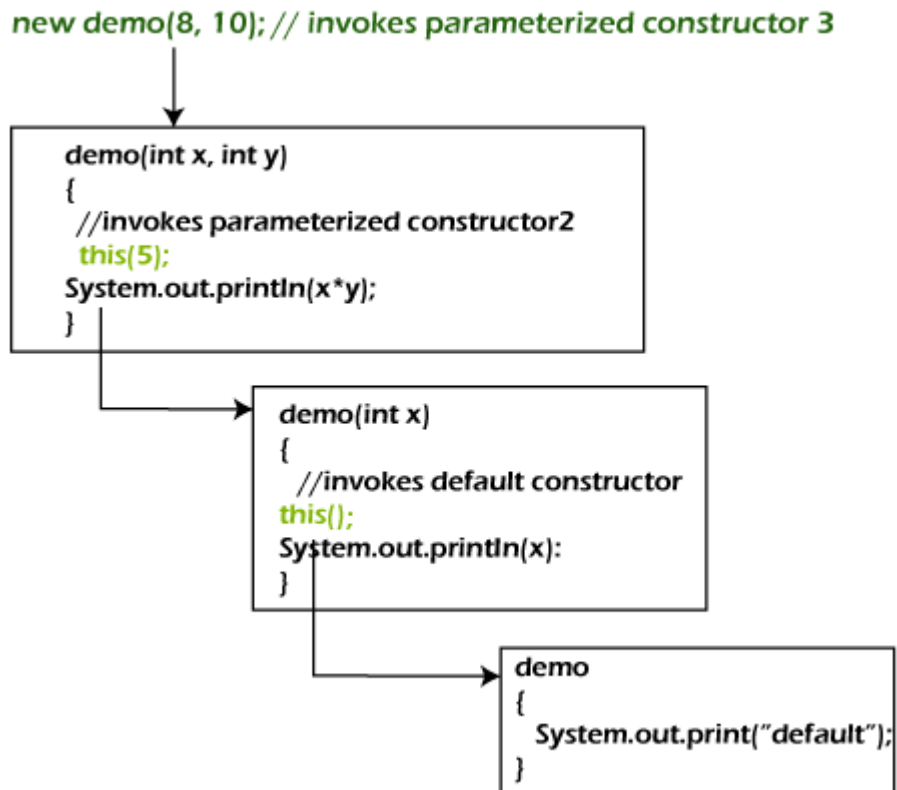 new demo(8, 10); // invokes parameterized constructor 3
demo(int x, int y)
{
//invokes parameterized constructor2
this(5);
System.out.println(x*y);
}
demo(int x)
{
//invokes default constructor
this();
System.out.println(x):
}
demo
{
System.out.print("default");
}